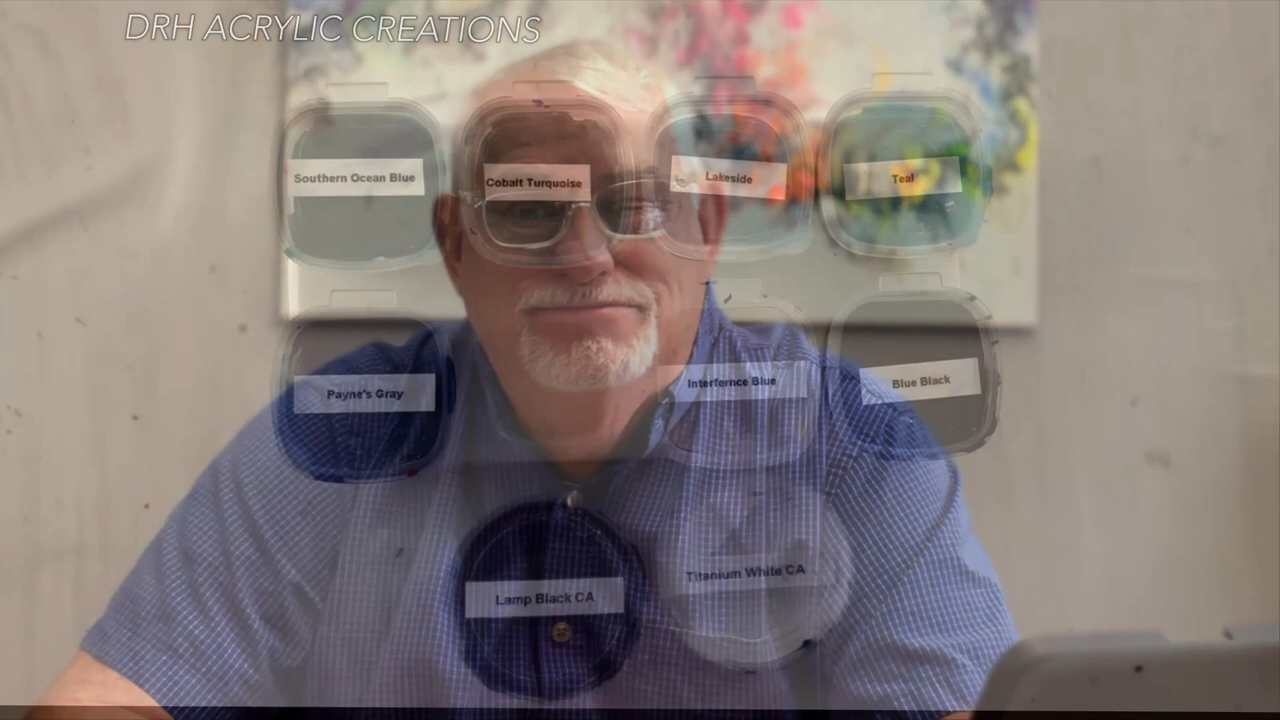 DRH ACRYLIC CREATIONS
Southern Ocean Blue
Cobalt Turquoise
Lakeside
Teal
Payne's Gray
Interfernce Blue
Blue Black
Lamp Black CA
Titanium White CA